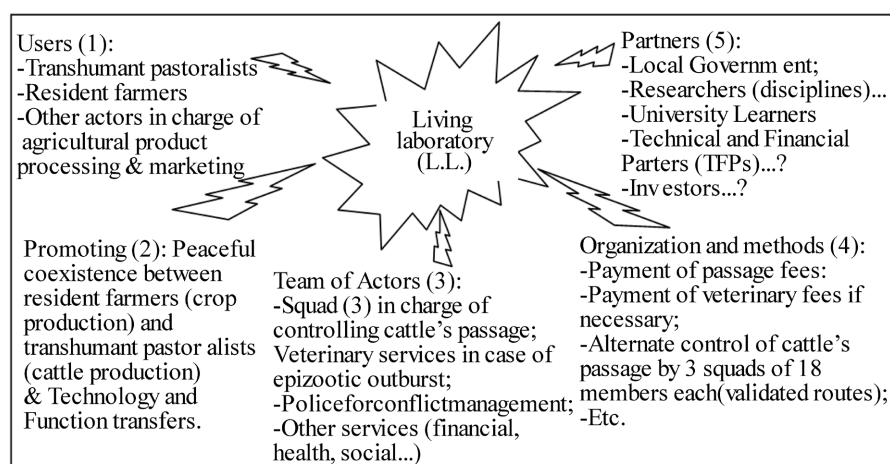 Users (1):
-Transhumant pastoralists
-Resident farmers
-Other actors in charge of
agricultural product
processing & marketing
Living
laboratory
(L.L.)
Partners (5):
-Local Governm ent;
-Researchers (disciplines)...
-University Learners
-Technical and Financial
Parters (TFPs)...?
-Investors...?
Promoting (2): Peaceful
coexistence between
resident farmers (crop
production) and
transhumant pastor alists
(cattle production)
& Technology and
Function transfers.
Team of Actors (3):
-Squad (3) in charge of
controlling cattle's passage;
Veterinary services in case of
epizootic outburst;
-Policeforconflictmanagement;
-Other services (financial,
health, social...)
Organization and methods (4):
-Payment of passage fees:
-Payment of veterinary fees if
necessary;
-Alternate control of cattle's
passage by 3 squads of 18
members each(validated routes);
-Etc.